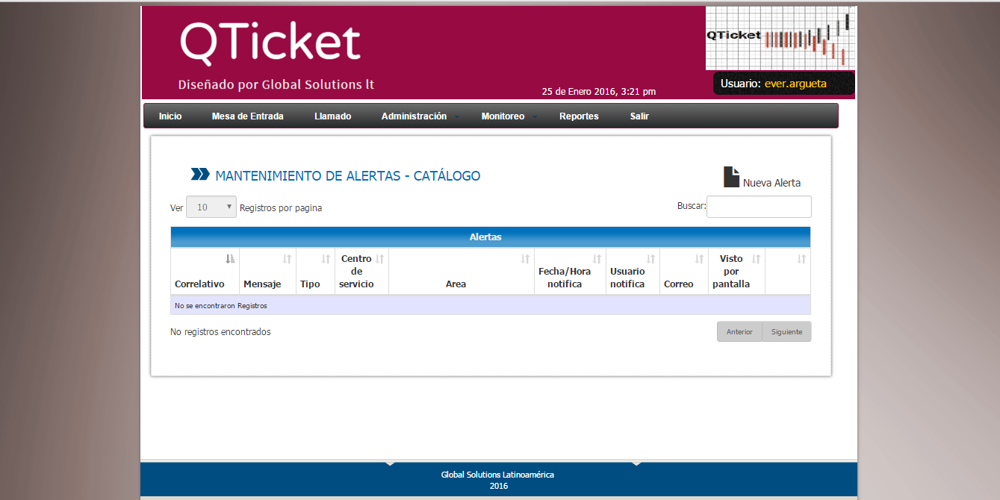 QTicket
Diseñado por Global Solutions lt
QTicket
25 de Enero 2016, 3:21 pm
Usuario: ever.argueta
Inicio Mesa de Entrada Llamado Administración Monitoreo Reportes Salir
MANTENIMIENTO DE ALERTAS - CATÁLOGO
Nueva Alerta
Ver 10 Registros por pagina
Buscar:
Alertas
Correlativo
Mensaje
Tipo
Centro
de
servicio
Area
Fecha/Hora
notifica
Usuario
notifica
Correo
Visto
por
pantalla
No se encontraron Registros
No registros encontrados
Anterior Siguiente
Global Solutions Latinoamérica
2016